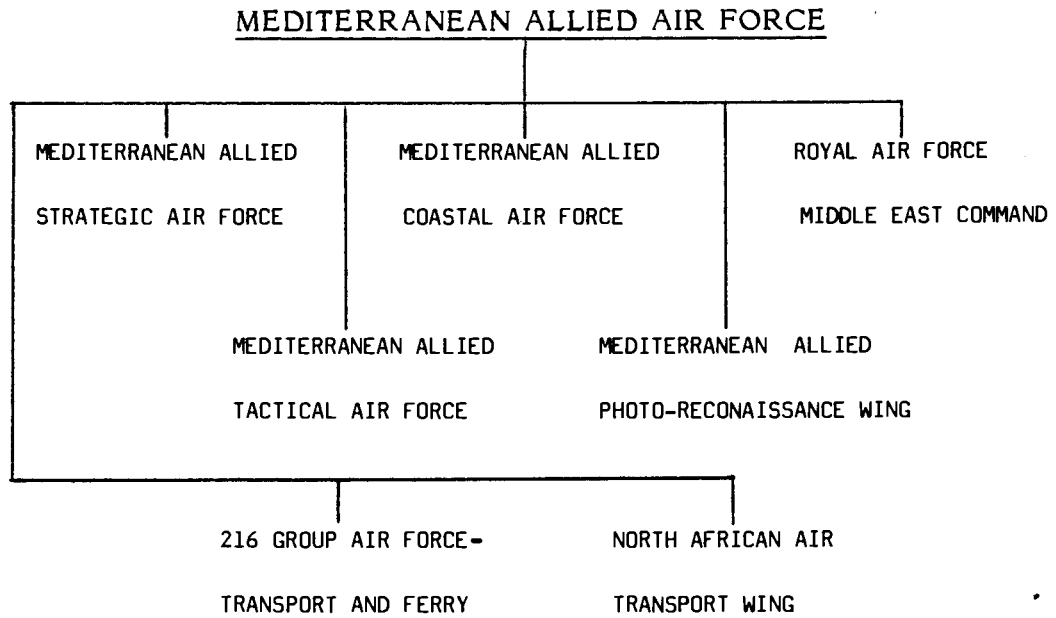 MEDITERRANEAN ALLIED AIR FORCE
MEDITERRANEAN ALLIED
STRATEGIC AIR FORCE
MEDITERRANEAN ALLIED
COASTAL AIR FORCE
ROYAL AIR FORCE
MIDDLE EAST COMMAND
MEDITERRANEAN ALLIED
TACTICAL AIR FORCE
MEDITERRANEAN ALLIED
PHOTO-RECONAISSANCE WING
216 GROUP AIR FORCE-
TRANSPORT AND FERRY
NORTH AFRICAN AIR
TRANSPORT WING